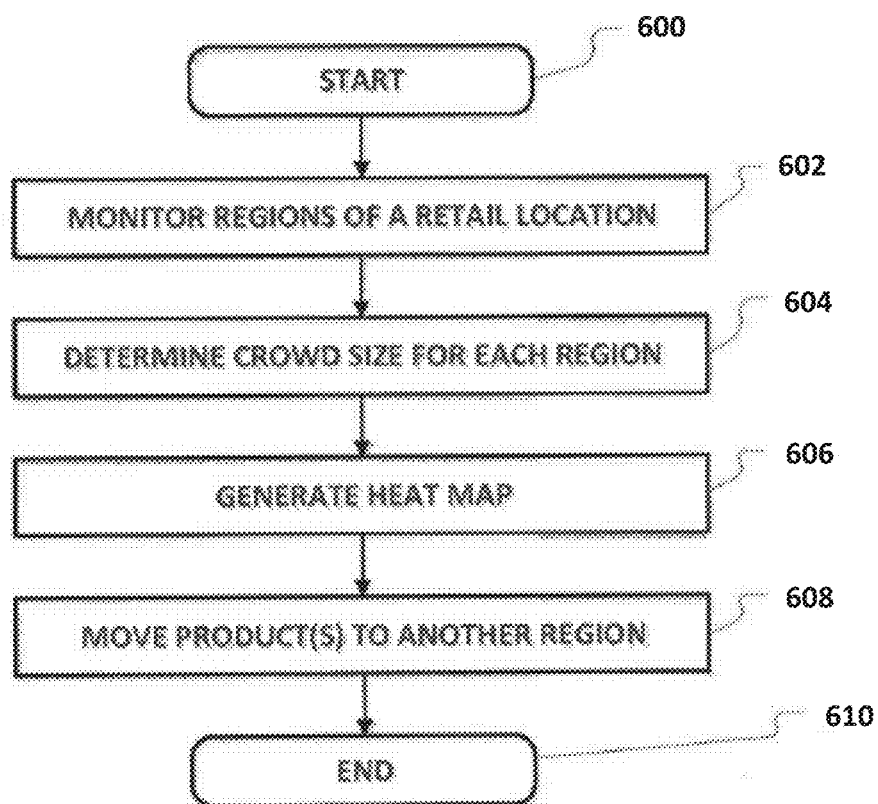 600
START
602
MONITOR REGIONS OF A RETAIL LOCATION
604
DETERMINE CROWD SIZE FOR EACH REGION
606
GENERATE HEAT MAP
608
MOVE PRODUCT(S) TO ANOTHER REGION
610
END